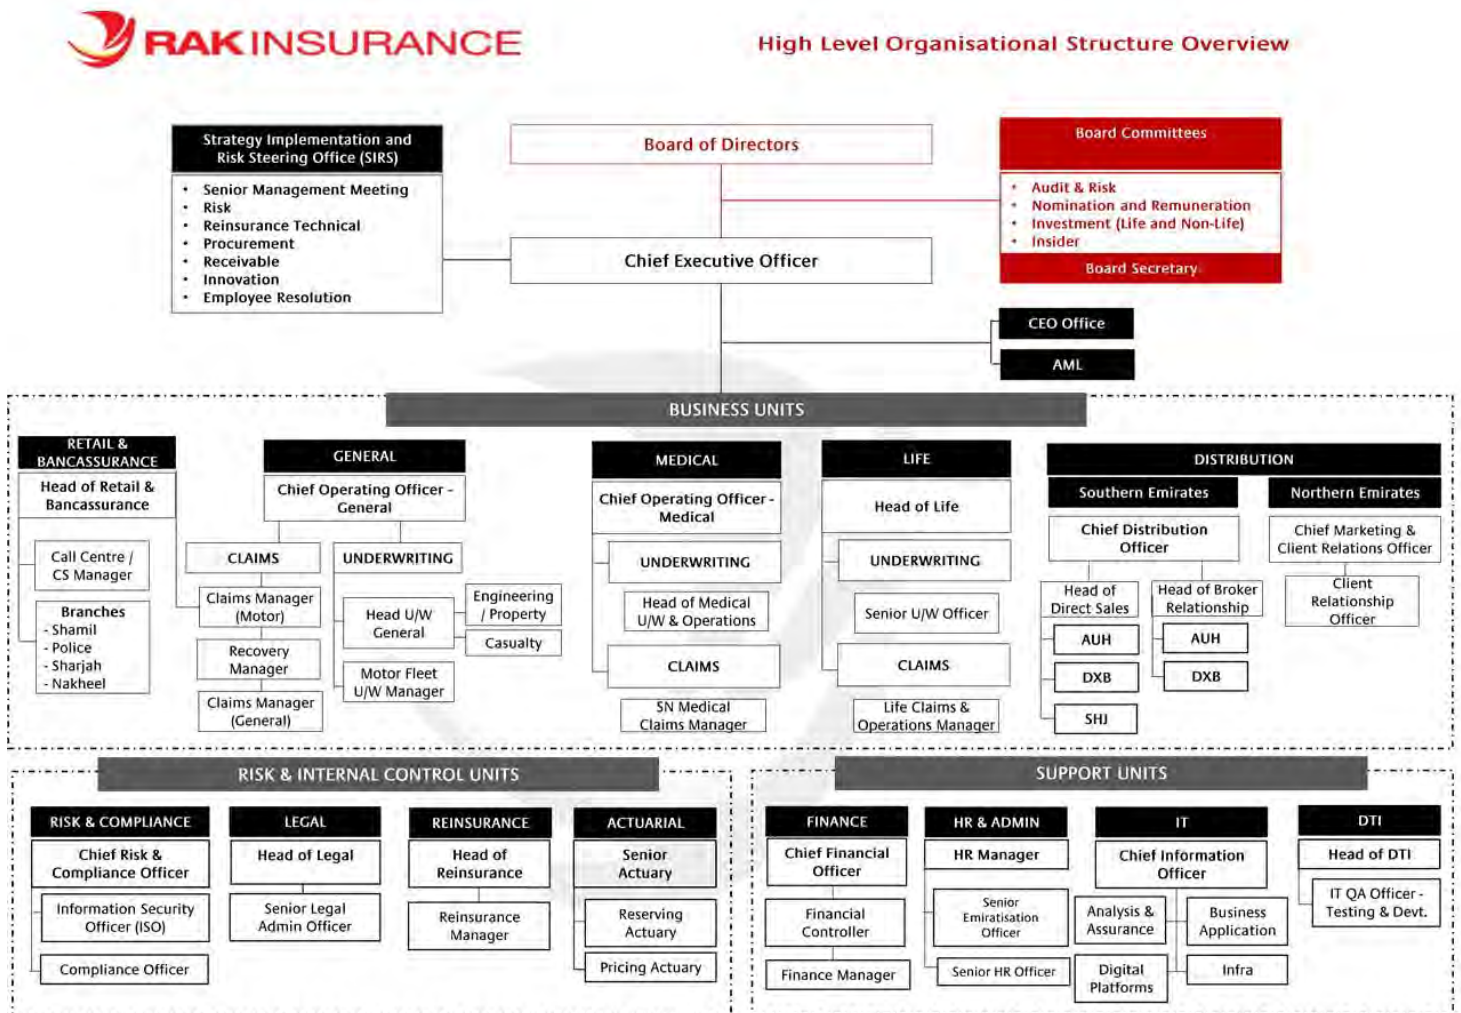 RAK INSURANCE
High Level Organisational Structure Overview
Strategy Implementation and
Risk Steering Office (SIRS)
• Senior Management Meeting
• Risk
• Reinsurance Technical
• Procurement
• Receivable
• Innovation
• Employee Resolution
Board of Directors
Board Committees
• Audit & Risk
• Nomination and Remuneration
• Investment (Life and Non-Life)
• Insider
Board Secretary
Chief Executive Officer
CEO Office
AML
BUSINESS UNITS
RETAIL &
BANCASSURANCE
Head of Retail &
Bancassurance
Call Centre /
CS Manager
Branches
- Shamil
- Police
- Sharjah
- Nakheel
GENERAL
Chief Operating Officer -
General
CLAIMS
Claims Manager
(Motor)
Recovery
Manager
Claims Manager
(General)
UNDERWRITING
Head U/W
General
Engineering
/ Property
Casualty
Motor Fleet
U/W Manager
MEDICAL
Chief Operating Officer -
Medical
UNDERWRITING
Head of Medical
U/W & Operations
CLAIMS
SN Medical
Claims Manager
LIFE
Head of Life
UNDERWRITING
Senior U/W Officer
CLAIMS
Life Claims &
Operations Manager
DISTRIBUTION
Southern Emirates
Chief Distribution
Officer
Head of
Direct Sales
AUH
DXB
SHJ
Head of Broker
Relationship
AUH
DXB
Northern Emirates
Chief Marketing &
Client Relations Officer
Client
Relationship
Officer
RISK & INTERNAL CONTROL UNITS
RISK & COMPLIANCE
Chief Risk &
Compliance Officer
Information Security
Officer (ISO)
Compliance Officer
LEGAL
Head of Legal
Senior Legal
Admin Officer
REINSURANCE
Head of
Reinsurance
Reinsurance
Manager
ACTUARIAL
Senior
Actuary
Reserving
Actuary
Pricing Actuary
SUPPORT UNITS
FINANCE
Chief Financial
Officer
Financial
Controller
Finance Manager
HR & ADMIN
HR Manager
Senior
Emiratisation
Officer
Senior HR Officer
IT
Chief Information
Officer
Analysis &
Assurance
Business
Application
Digital
Platforms
Infra
DTI
Head of DTI
IT QA Officer -
Testing & Devt.